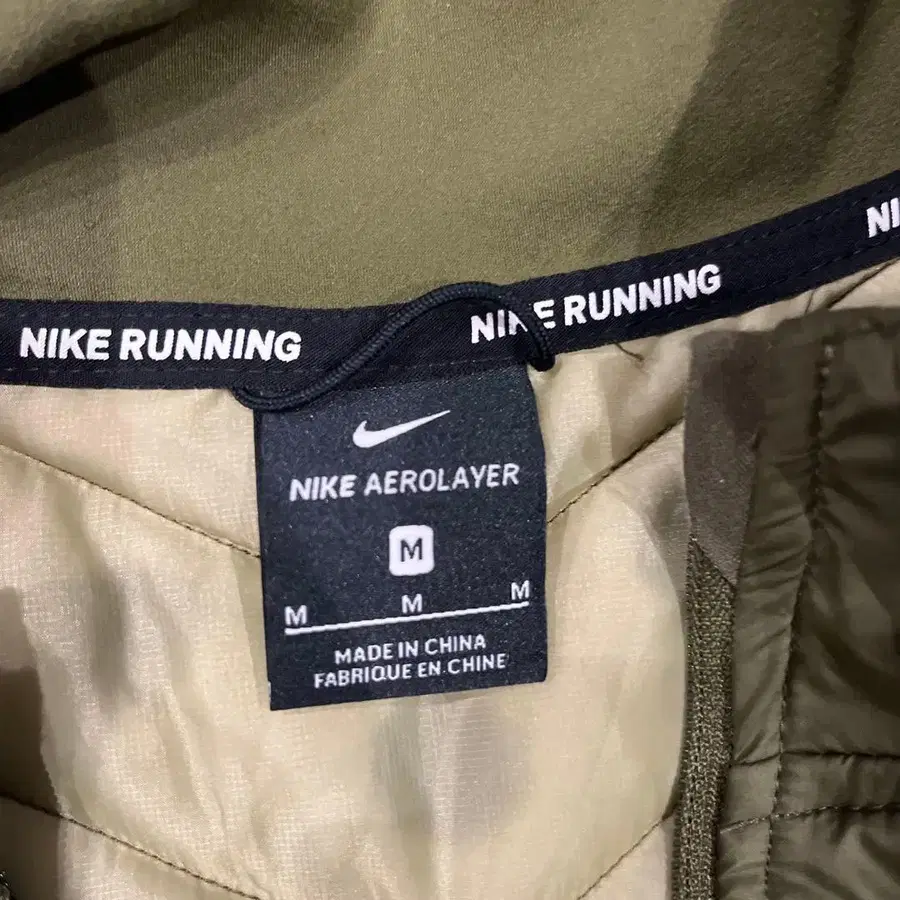 NIKE RUNNING
NIKE RUNNING
NI
NIKE AEROLAYER
M
M M M
MADE IN CHINA
FABRIQUE EN CHINE